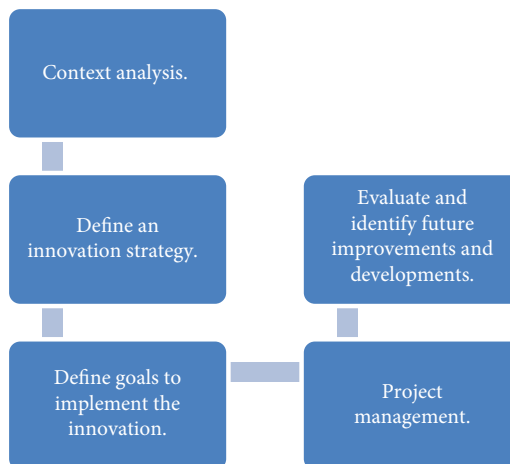 Context analysis.
Define an
innovation strategy.
Define goals to
implement the
innovation.
Project
management.
Evaluate and
identify future
improvements and
developments.